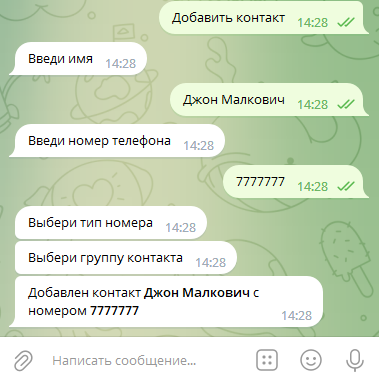 Добавить контакт 14:28
Введи имя 14:28
Джон Малкович 14:28
Введи номер телефона 14:28
7777777 14:28
Выбери тип номера 14:28
Выбери группу контакта 14:28
Добавлен контакт Джон Малкович с
номером 7777777 14:28
Написать сообщение...